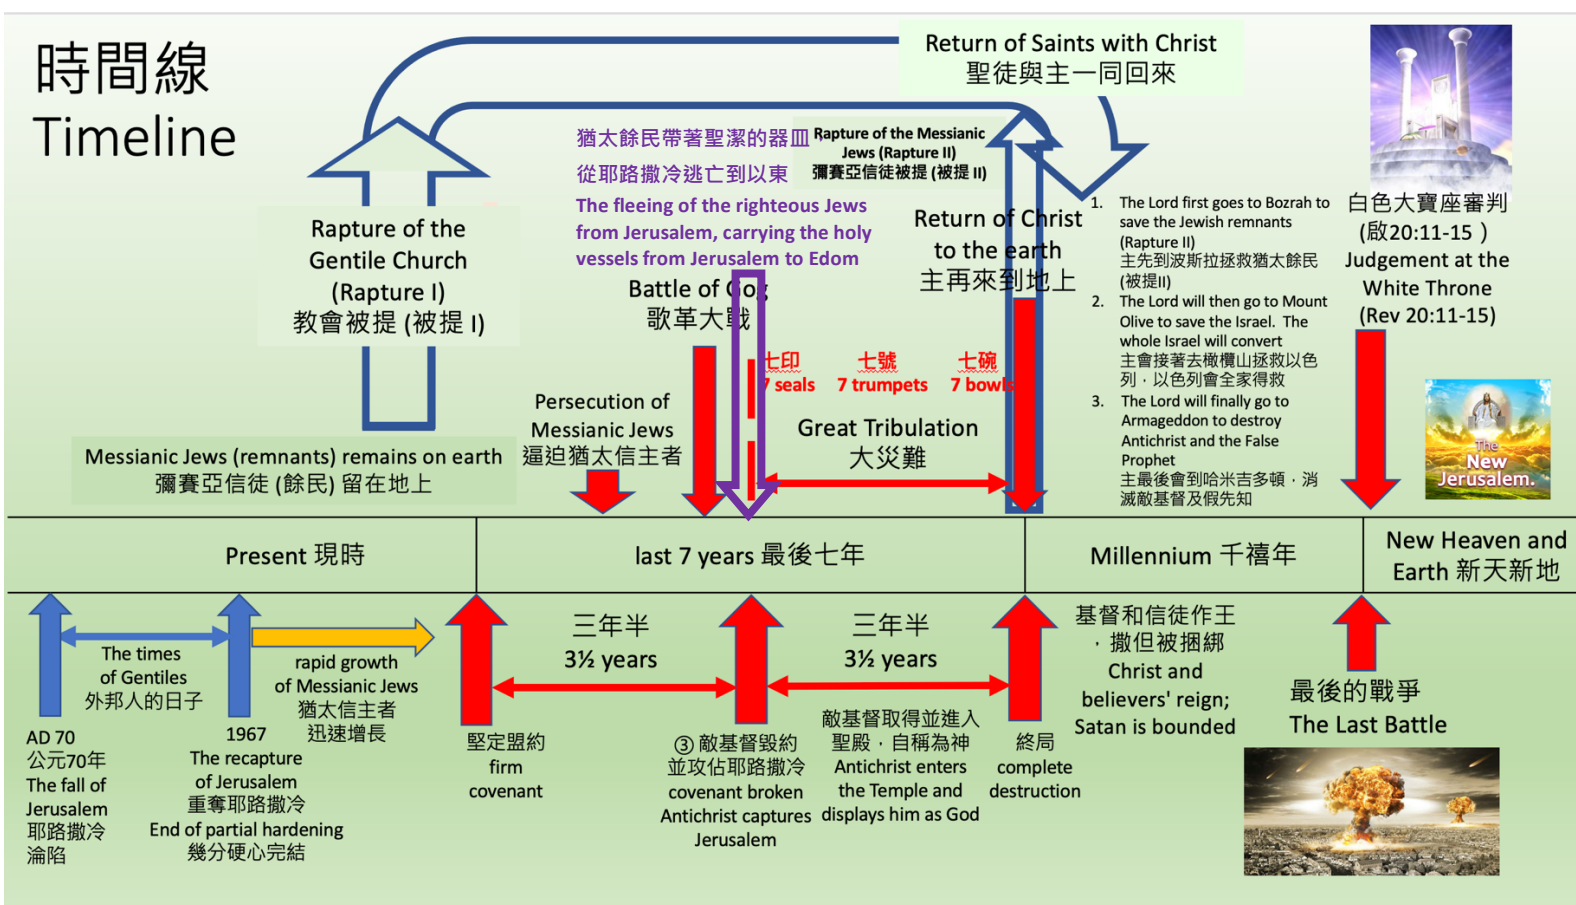 時間線
Timeline
Return of Saints with Christ
聖徒與主一同回來
猶太餘民帶著聖潔的器皿，
從耶路撒冷逃亡到以東
The fleeing of the righteous Jews
from Jerusalem, carrying the holy
vessels from Jerusalem to Edom
Rapture of the Messianic
Jews (Rapture II)
彌賽亞信徒被提 (被提 II)
Rapture of the
Gentile Church
(Rapture I)
教會被提 (被提 I)
Battle of Gog
歌革大戰
Return of Christ
to the earth
主再來到地上
1. The Lord first goes to Bozrah to
save the Jewish remnants
(Rapture II)
主先到波斯拉拯救猶太餘民
(被提II)
2. The Lord will then go to Mount
Olive to save the Israel. The
whole Israel will convert
主會接著去橄欖山拯救以色
列，以色列會全家得救
3. The Lord will finally go to
Armageddon to destroy
Antichrist and the False
Prophet
主最後會到哈米吉多頓，消
滅敵基督及假先知
白色大寶座審判
(啟20:11-15 )
Judgement at the
White Throne
(Rev 20:11-15)
七印
7 seals
七號
7 trumpets
七碗
7 bowls
Persecution of
Messianic Jews
逼迫猶太信主者
Great Tribulation
大災難
Messianic Jews (remnants) remains on earth
彌賽亞信徒 (餘民) 留在地上
The
New
Jerusalem.
Present 現時
last 7 years 最後七年
Millennium 千禧年
New Heaven and
Earth 新天新地
The times
of Gentiles
外邦人的日子
rapid growth
of Messianic Jews
猶太信主者
迅速增長
AD 70
公元70年
The fall of
Jerusalem
耶路撒冷
淪陷
1967
The recapture
of Jerusalem
重奪耶路撒冷
End of partial hardening
幾分硬心完結
三年半
3½ years
三年半
3½ years
堅定盟約
firm
covenant
③ 敵基督毀約
並攻佔耶路撒冷
covenant broken
Antichrist captures
Jerusalem
敵基督取得並進入
聖殿，自稱為神
Antichrist enters
the Temple and
displays him as God
終局
complete
destruction
基督和信徒作王
，撒但被捆綁
Christ and
believers' reign;
Satan is bounded
最後的戰爭
The Last Battle